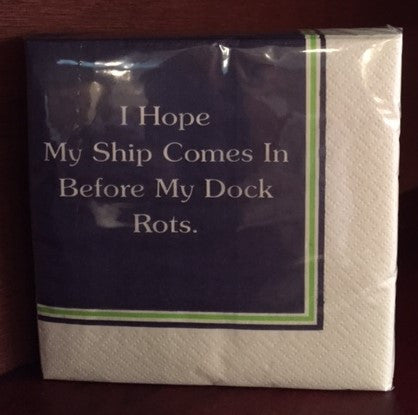 I Hope
My Ship Comes In
Before My Dock
Rots.